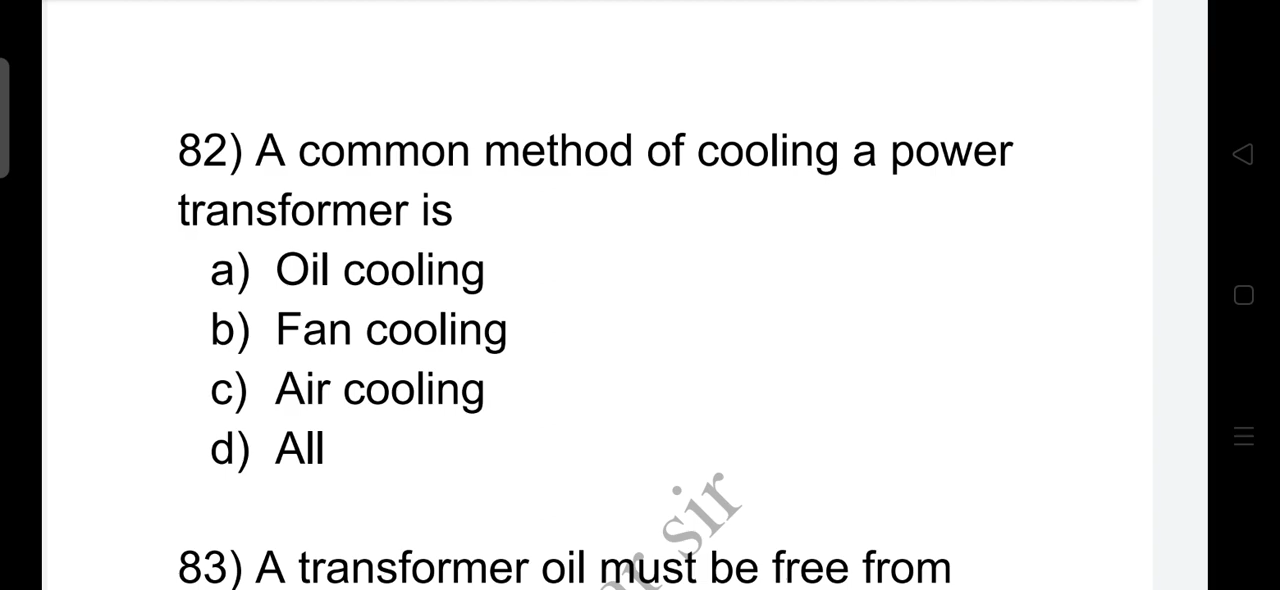 82) A common method of cooling a power
transformer is
a) Oil cooling
b) Fan cooling
c) Air cooling
d) All
sir
83) A transformer oil must be free from